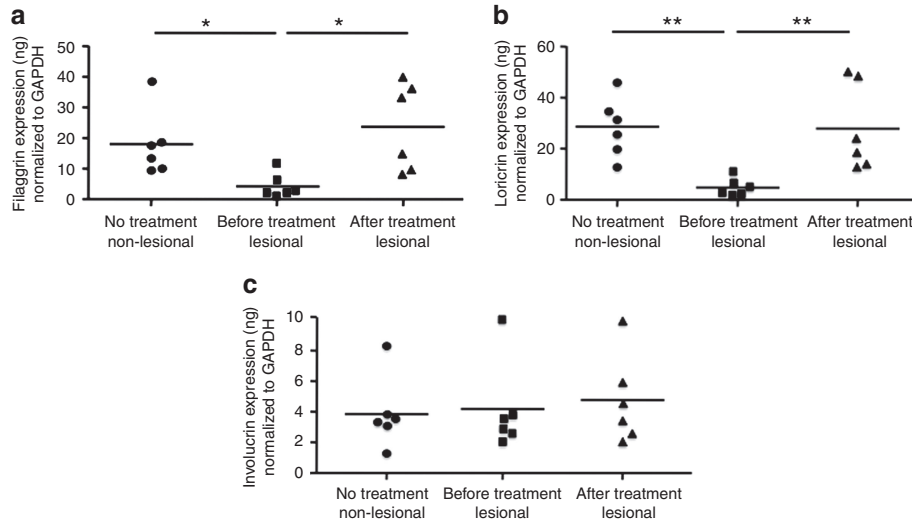 a
*
*
Filaggrin expression (ng)
normalized to GAPDH
50
40
30
20
10
0
No treatment
non-lesional
Before treatment
lesional
After treatment
lesional
b
**
**
Loricrin expression (ng)
normalized to GAPDH
60
40
20
0
No treatment
non-lesional
Before treatment
lesional
After treatment
lesional
c
Involucrin expression (ng)
normalized to GAPDH
10
8
6
4
2
0
No treatment
non-lesional
Before treatment
lesional
After treatment
lesional